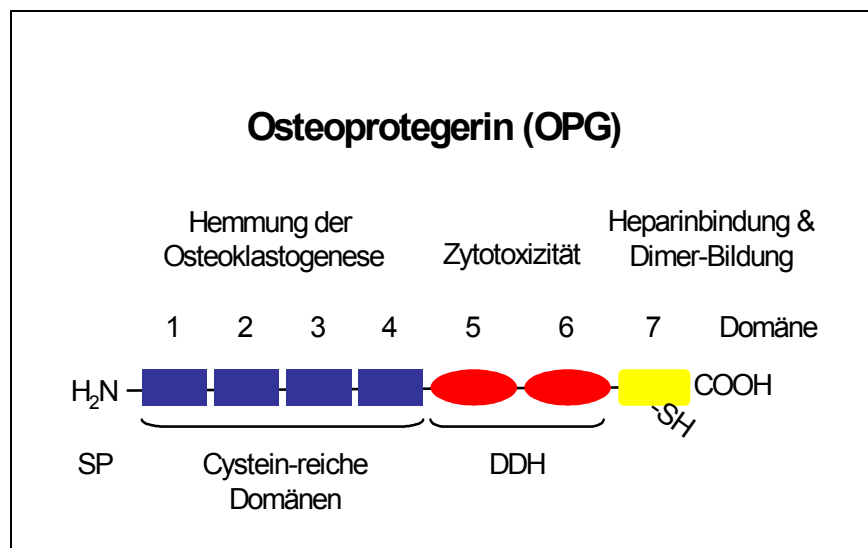 Osteoprotegerin (OPG)
Hemmung der
Osteoklastogenese
Zytotoxizität
Heparinbindung &
Dimer-Bildung
1 2 3 4 5 6 7 Domäne
H₂N COOH
-SH
SP
Cystein-reiche
Domänen
DDH